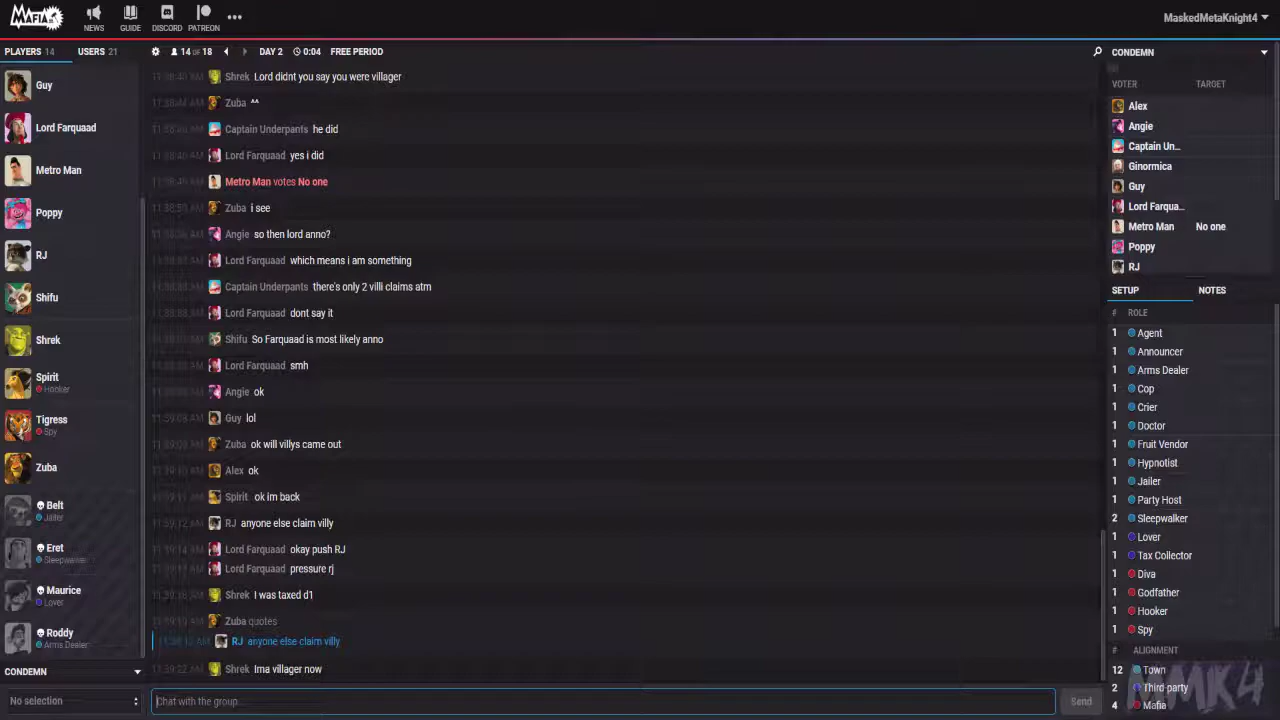 MAFIA
NEWS
GUIDE
DISCORD
PATREON
MaskedMetaKnight4
PLAYERS 14
USERS 21
14 OF 18
DAY 2
0:04
FREE PERIOD
CONDEMN
Guy
Lord Farquaad
Metro Man
Poppy
RJ
Shifu
Shrek
Spirit
Hooker
Tigress
Spy
Zuba
Belt
Jailer
Eret
Sleepwalker
Maurice
Lover
Roddy
Arms Dealer
CONDEMN
No selection
Shrek Lord didnt you say you were villager
Zuba ^^
Captain Underpants he did
Lord Farquaad yes i did
Metro Man votes No one
Zuba i see
Angie so then lord anno?
Lord Farquaad which means i am something
Captain Underpants there's only 2 villi claims atm
Lord Farquaad dont say it
Shifu So Farquaad is most likely anno
Lord Farquaad smh
Angie ok
Guy lol
Zuba ok will villys came out
Alex ok
Spirit ok im back
RJ anyone else claim villy
Lord Farquaad okay push RJ
Lord Farquaad pressure rj
Shrek I was taxed d1
Zuba quotes
RJ anyone else claim villy
Shrek Ima villager now
Chat with the group...
Send
VOTER TARGET
Alex
Angie
Captain Un...
Ginormica
Guy
Lord Farqua...
Metro Man No one
Poppy
RJ
SETUP NOTES
# ROLE
1 Agent
1 Announcer
1 Arms Dealer
1 Cop
1 Crier
1 Doctor
1 Fruit Vendor
1 Hypnotist
1 Jailer
1 Party Host
2 Sleepwalker
1 Lover
1 Tax Collector
1 Diva
1 Godfather
1 Hooker
1 Spy
# ALIGNMENT
12 Town
2 Third-party
4 Mafia
MMK4